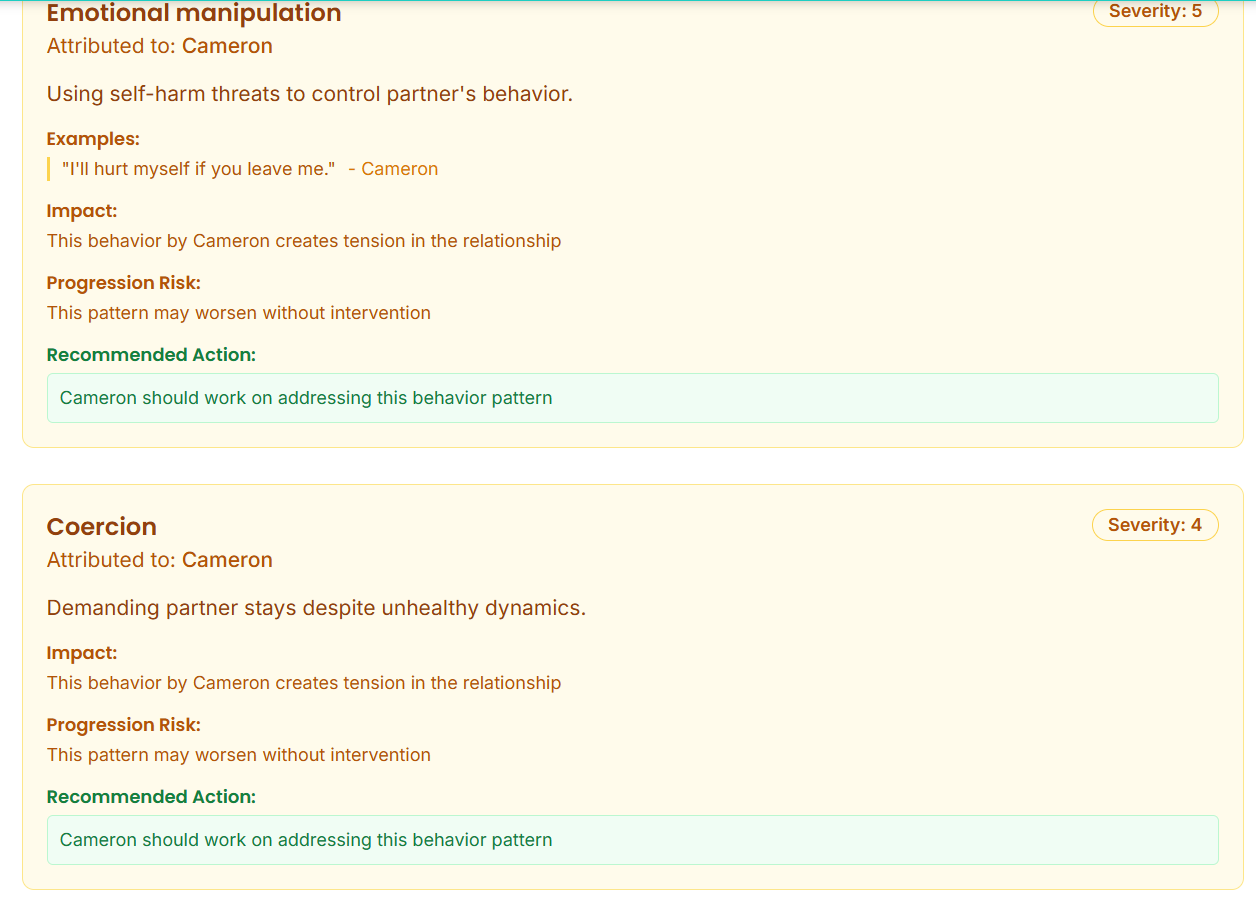 Emotional manipulation
Severity: 5
Attributed to: Cameron
Using self-harm threats to control partner's behavior.
Examples:
"I'll hurt myself if you leave me." - Cameron
Impact:
This behavior by Cameron creates tension in the relationship
Progression Risk:
This pattern may worsen without intervention
Recommended Action:
Cameron should work on addressing this behavior pattern
Coercion
Severity: 4
Attributed to: Cameron
Demanding partner stays despite unhealthy dynamics.
Impact:
This behavior by Cameron creates tension in the relationship
Progression Risk:
This pattern may worsen without intervention
Recommended Action:
Cameron should work on addressing this behavior pattern